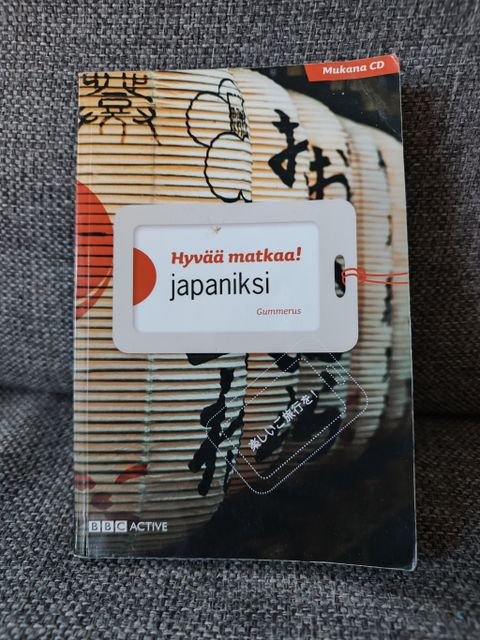 Mukana CD
Hyvää matkaa!
japaniksi
Gummerus
楽しいご旅行を！
BBC ACTIVE